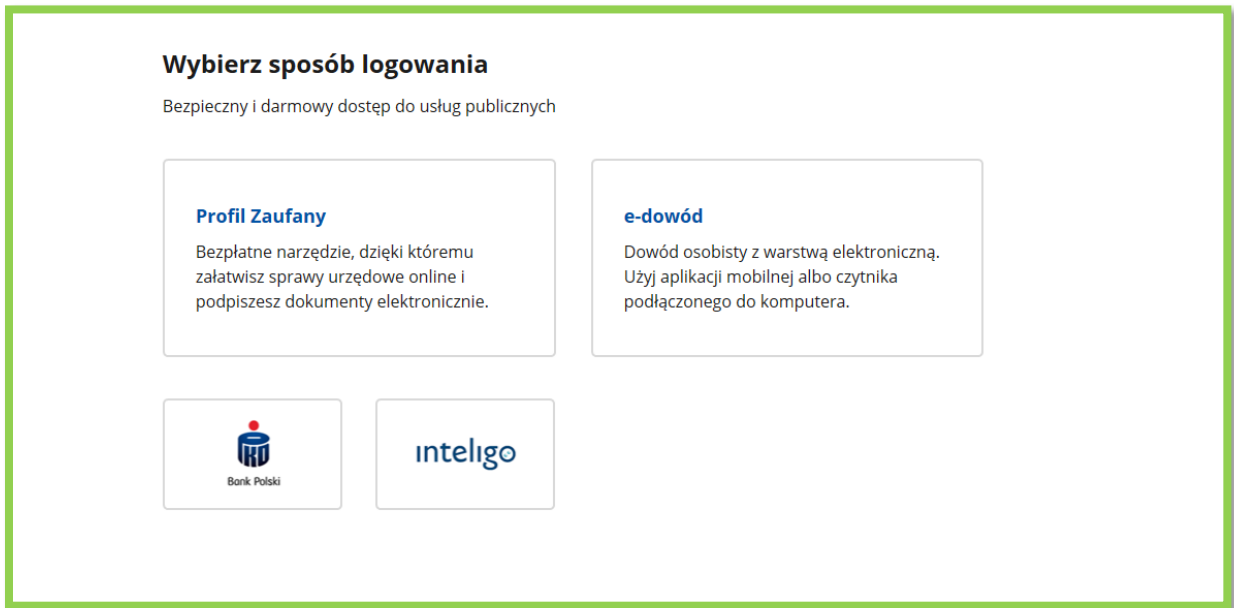 Wybierz sposób logowania
Bezpieczny i darmowy dostęp do usług publicznych
Profil Zaufany
Bezpłatne narzędzie, dzięki któremu
załatwisz sprawy urzędowe online i
podpiszesz dokumenty elektronicznie.
e-dowód
Dowód osobisty z warstwą elektroniczną.
Użyj aplikacji mobilnej albo czytnika
podłączonego do komputera.
PKO
Bank Polski
inteligo